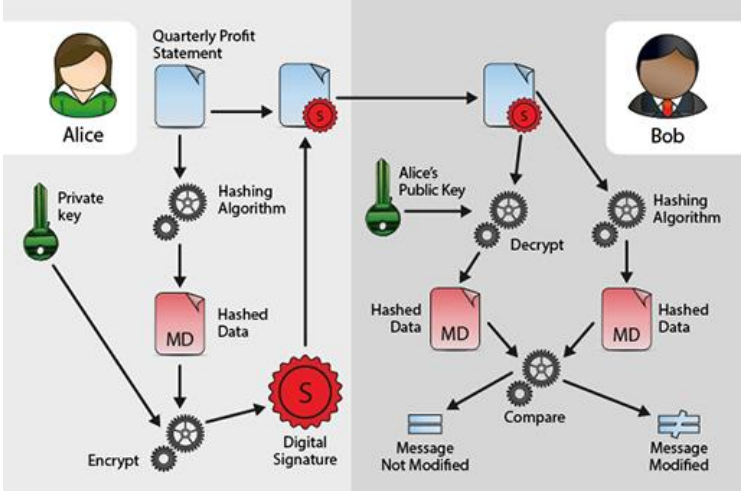 Quarterly Profit
Statement
Alice
Private
key
Hashing
Algorithm
Hashed
Data
MD
Encrypt
S
Digital
Signature
S
S
Bob
Alice's
Public Key
Decrypt
Hashing
Algorithm
Hashed
Data
MD
MD
Hashed
Data
Compare
Message
Not Modified
Message
Modified